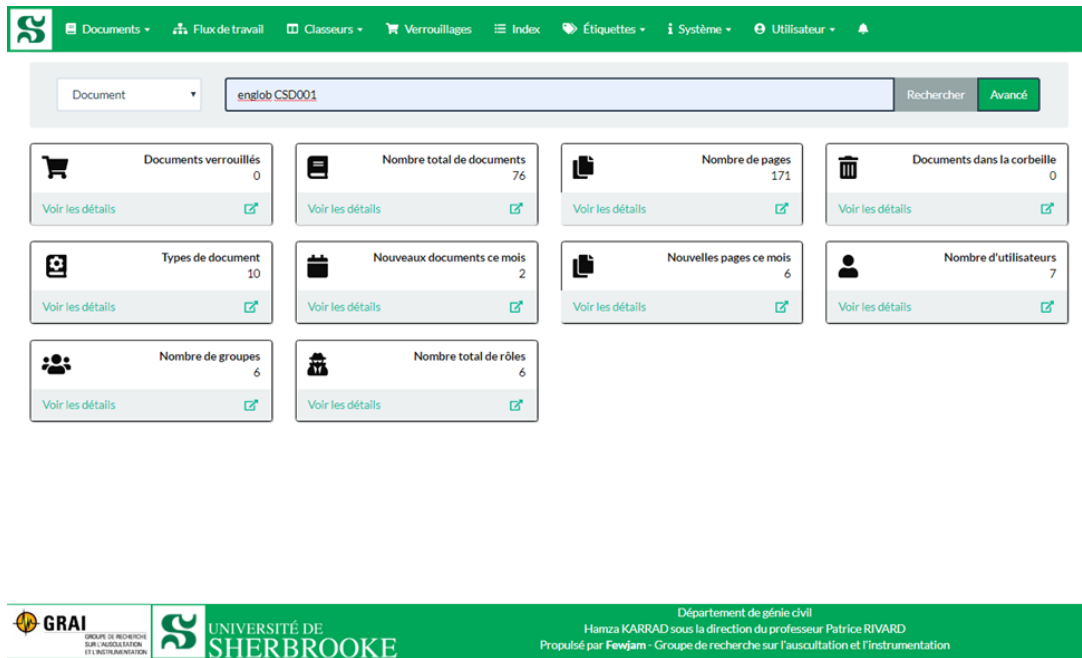 Documents Flux de travail Classeurs Verrouillages Index Étiquettes Système Utilisateur
Document englob CSD001 Rechercher Avancé
Documents verrouillés
0
Voir les détails
Nombre total de documents
76
Voir les détails
Nombre de pages
171
Voir les détails
Documents dans la corbeille
0
Voir les détails
Types de document
10
Voir les détails
Nouveaux documents ce mois
2
Voir les détails
Nouvelles pages ce mois
6
Voir les détails
Nombre d'utilisateurs
7
Voir les détails
Nombre de groupes
6
Voir les détails
Nombre total de rôles
6
Voir les détails
GRAI
GROUPE DE RECHERCHE
SUR L'AUSCULTATION
ET L'INSTRUMENTATION
UNIVERSITÉ DE
SHERBROOKE
Département de génie civil
Hamza KARRAD sous la direction du professeur Patrice RIVARD
Propulsé par Fewjam - Groupe de recherche sur l'auscultation et l'instrumentation